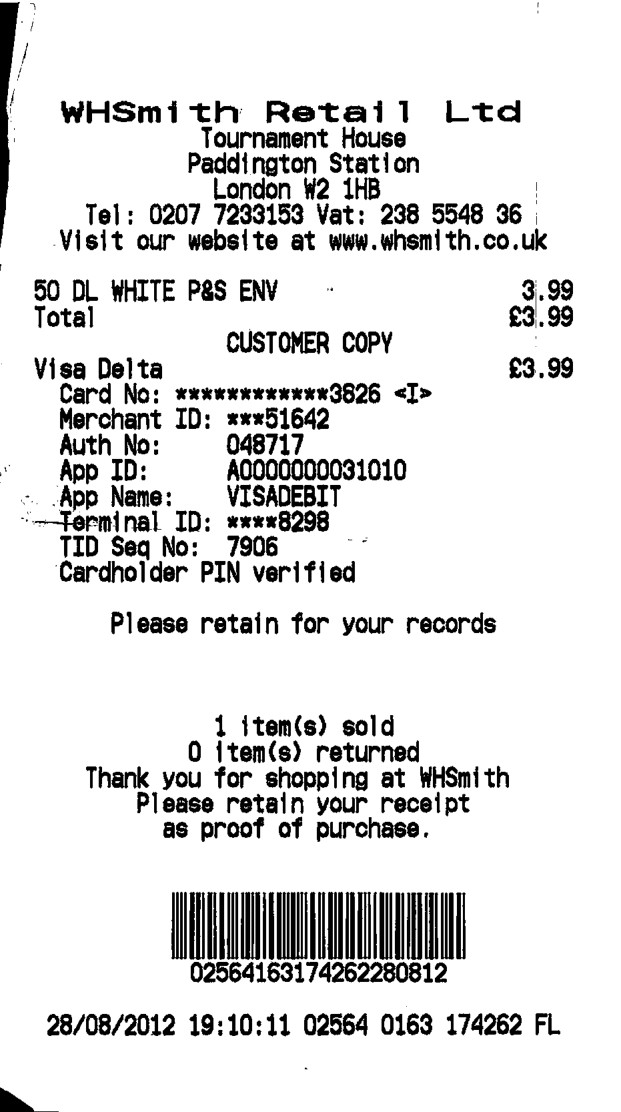 WHSmith Retail Ltd
Tournament House
Paddington Station
London W2 1HB
Tel: 0207 7233153 Vat: 238 5548 36
Visit our website at www.whsmith.co.uk
50 DL WHITE P&S ENV 3.99
Total £3.99
CUSTOMER COPY
Visa Delta £3.99
Card No: ************3826 <I>
Merchant ID: ***51642
Auth No: 048717
App ID: A0000000031010
App Name: VISADEBIT
Terminal ID: ****8298
TID Seq No: 7906
Cardholder PIN verified
Please retain for your records
1 item(s) sold
0 item(s) returned
Thank you for shopping at WHSmith
Please retain your receipt
as proof of purchase.
02564163174262280812
28/08/2012 19:10:11 02564 0163 174262 FL